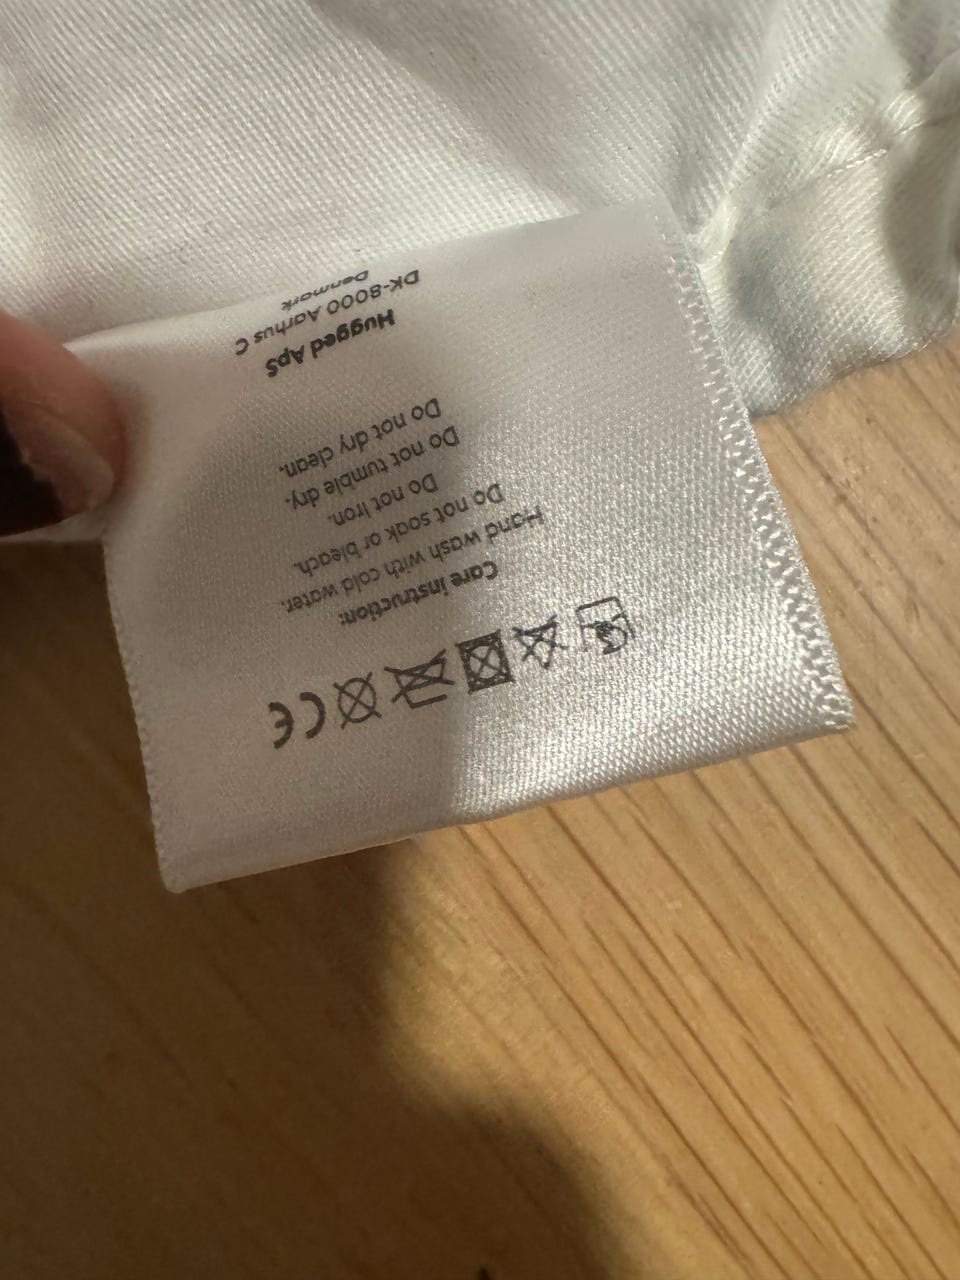 CE
Care instruction:
Hand wash with cold water.
Do not soak or bleach.
Do not Iron.
Do not tumble dry.
Do not dry clean.
Hugged ApS
DK-8000 Aarhus C
Denmark